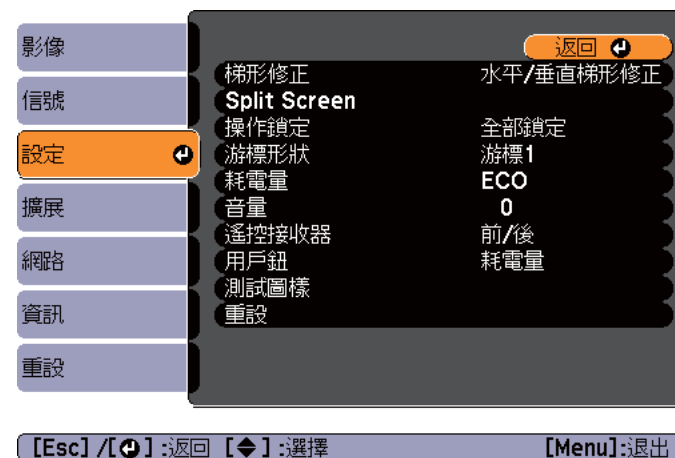 影像
信號
設定
擴展
網路
資訊
重設
返回
梯形修正 水平/垂直梯形修正
Split Screen
操作鎖定 全部鎖定
游標形狀 游標1
耗電量 ECO
音量 0
遙控接收器 前/後
用戶鈕 耗電量
測試圖樣
重設
[Esc] /[⏎] :返回 [◆] :選擇 [Menu]:退出